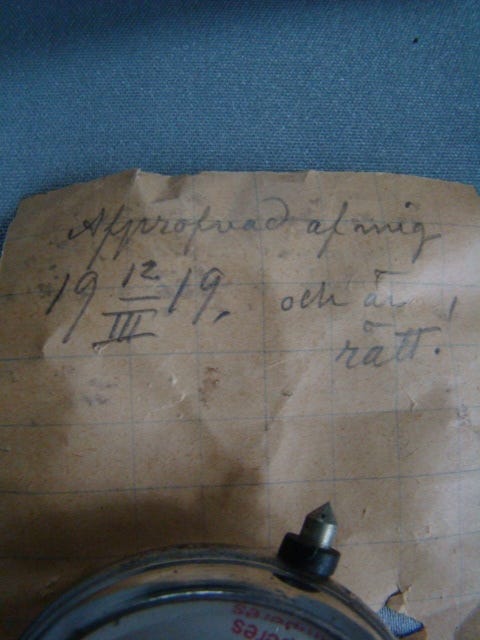 Afprofvad af mig
19 12/III 19, och är
rätt!